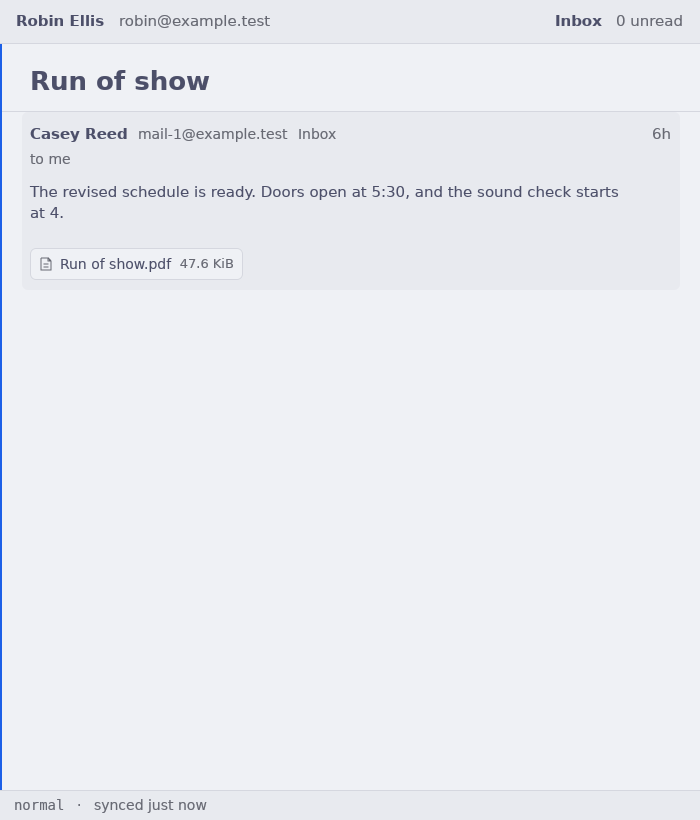 Robin Ellis robin@example.test Inbox 0 unread
Run of show
Casey Reed mail-1@example.test Inbox 6h
to me
The revised schedule is ready. Doors open at 5:30, and the sound check starts
at 4.
Run of show.pdf 47.6 KiB
normal · synced just now